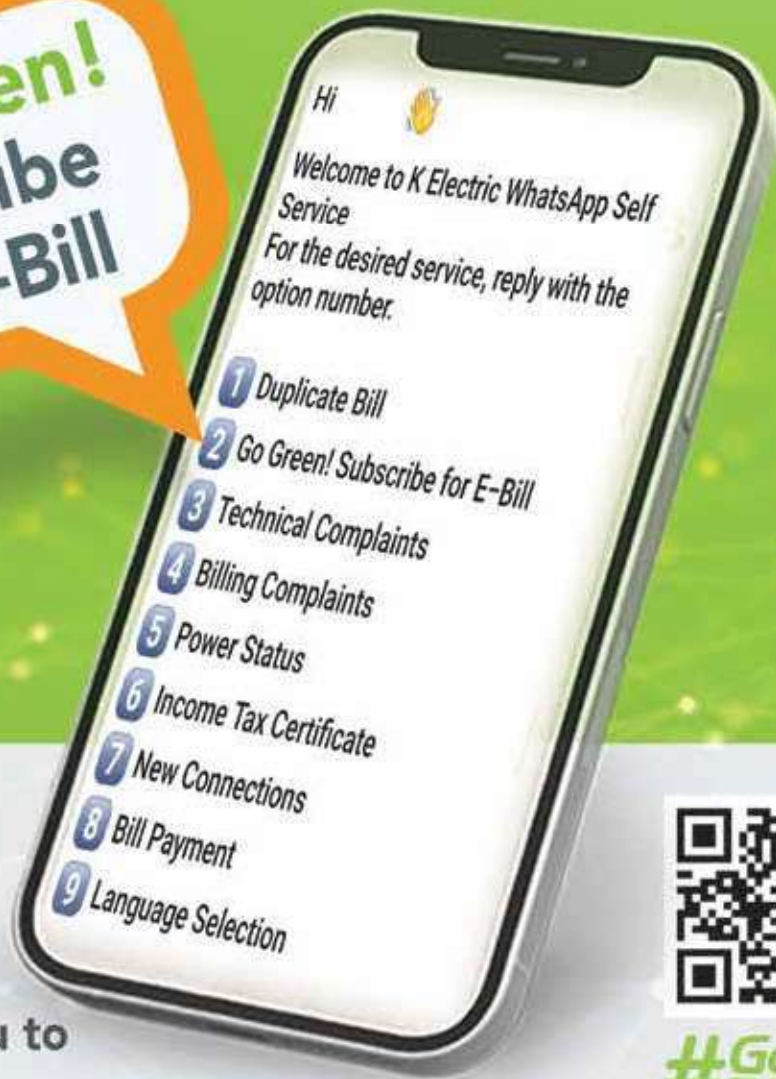 en!
ibe
-Bill
Hi 👋
Welcome to K Electric WhatsApp Self
Service
For the desired service, reply with the
option number.
1 Duplicate Bill
2 Go Green! Subscribe for E-Bill
3 Technical Complaints
4 Billing Complaints
5 Power Status
6 Income Tax Certificate
7 New Connections
8 Bill Payment
9 Language Selection
u to
#G